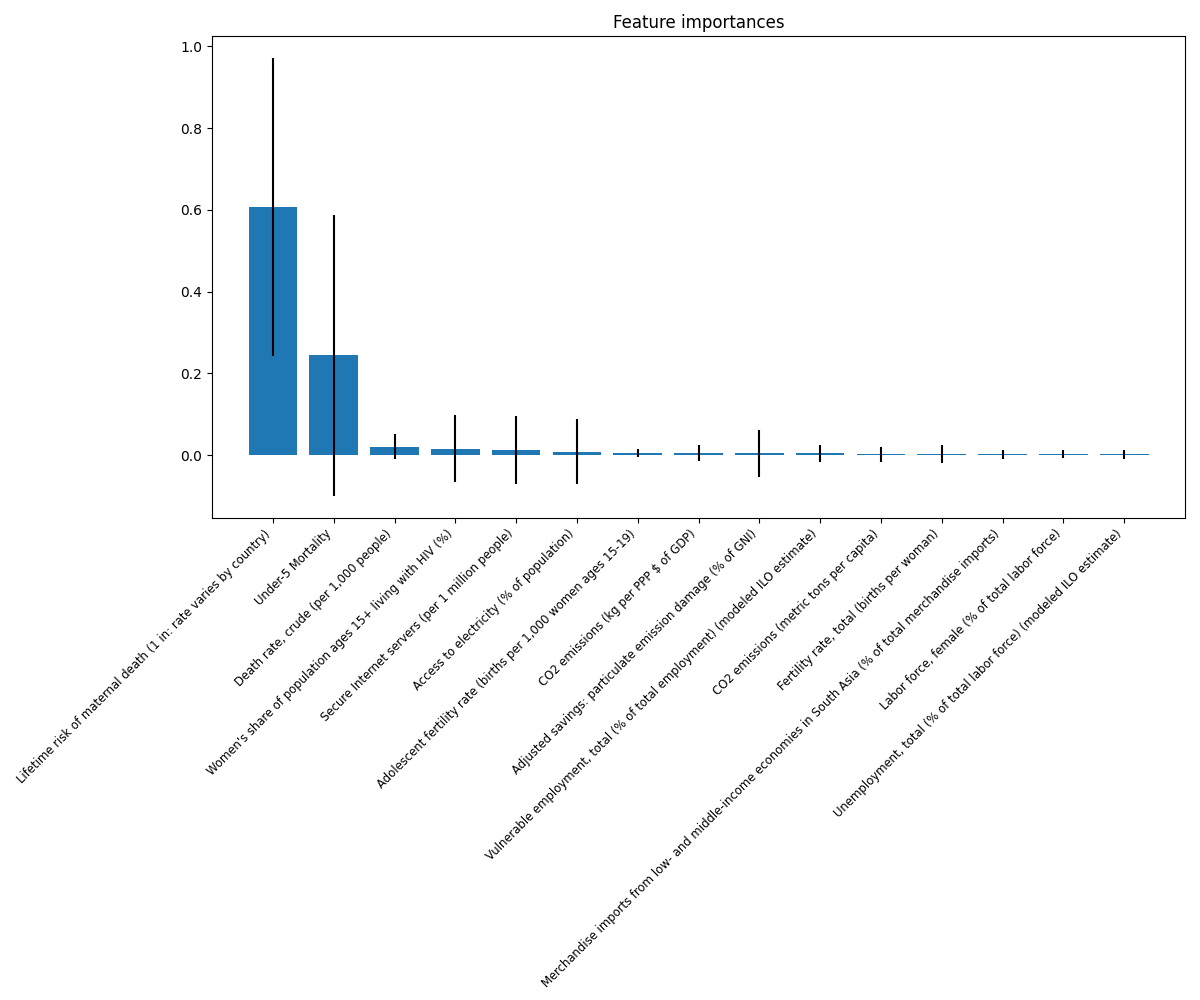 Feature importances
1.0
0.8
0.6
0.4
0.2
0.0
Lifetime risk of maternal death (1 in: rate varies by country)
Under-5 Mortality
Death rate, crude (per 1,000 people)
Women's share of population ages 15+ living with HIV (%)
Secure Internet servers (per 1 million people)
Access to electricity (% of population)
Adolescent fertility rate (births per 1,000 women ages 15-19)
CO2 emissions (kg per PPP $ of GDP)
Adjusted savings: particulate emission damage (% of GNI)
Vulnerable employment, total (% of total employment) (modeled ILO estimate)
CO2 emissions (metric tons per capita)
Fertility rate, total (births per woman)
Merchandise imports from low- and middle-income economies in South Asia (% of total merchandise imports)
Labor force, female (% of total labor force)
Unemployment, total (% of total labor force) (modeled ILO estimate)